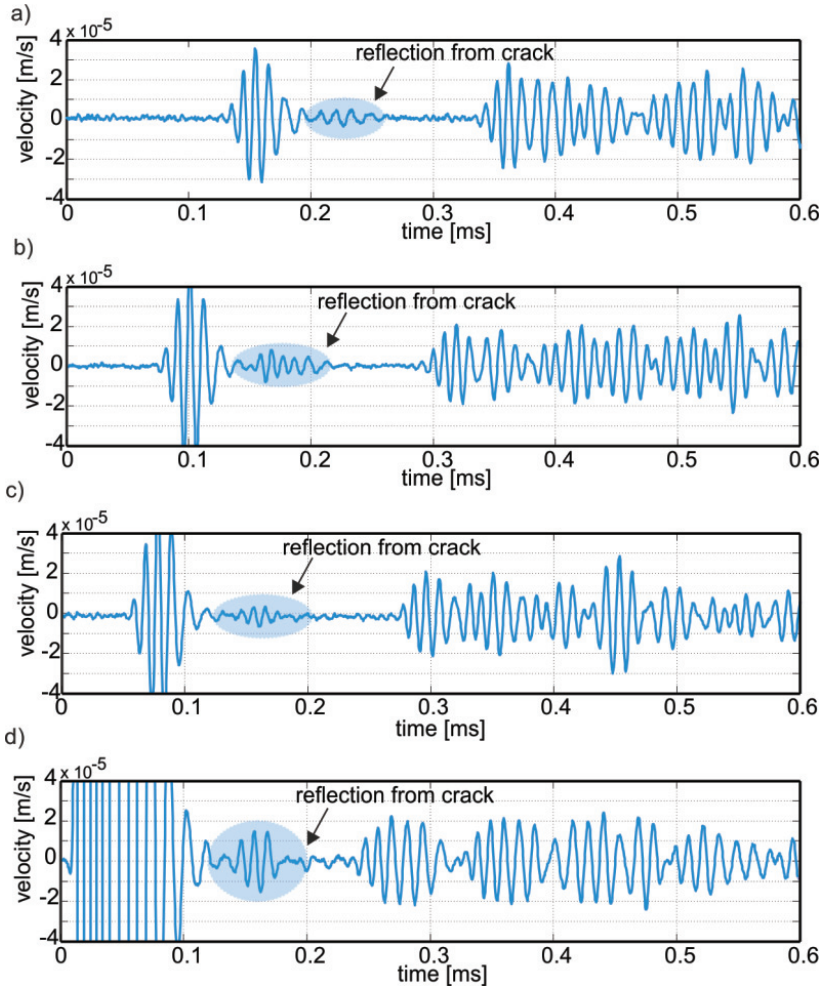 a)
4 x 10-5
reflection from crack
velocity [m/s]
2
0
-2
-4
0 0.1 0.2 0.3 0.4 0.5 0.6
time [ms]
b)
4 x 10-5
reflection from crack
velocity [m/s]
2
0
-2
-4
0 0.1 0.2 0.3 0.4 0.5 0.6
time [ms]
c)
4 x 10-5
reflection from crack
velocity [m/s]
2
0
-2
-4
0 0.1 0.2 0.3 0.4 0.5 0.6
time [ms]
d)
4 x 10-5
reflection from crack
velocity [m/s]
2
0
-2
-4
0 0.1 0.2 0.3 0.4 0.5 0.6
time [ms]